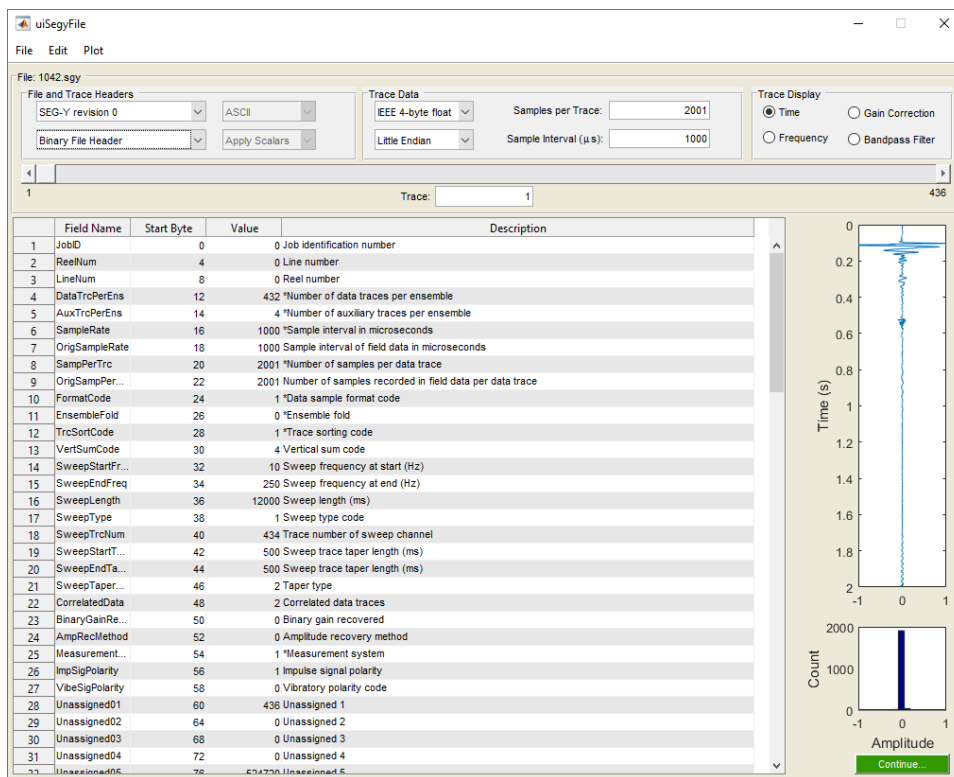 uiSegyFile
File Edit Plot
File: 1042.sgy
File and Trace Headers
SEG-Y revision 0 ASCII
Binary File Header Apply Scalars
Trace Data
IEEE 4-byte float Samples per Trace: 2001
Little Endian Sample Interval (μs): 1000
Trace Display
Time Gain Correction
Frequency Bandpass Filter
1 436
Trace: 1
Field Name Start Byte Value Description
1 JobID 0 0 Job identification number
2 ReelNum 4 0 Line number
3 LineNum 8 0 Reel number
4 DataTrcPerEns 12 432 *Number of data traces per ensemble
5 AuxTrcPerEns 14 4 *Number of auxiliary traces per ensemble
6 SampleRate 16 1000 *Sample interval in microseconds
7 OrigSampleRate 18 1000 Sample interval of field data in microseconds
8 SampPerTrc 20 2001 *Number of samples per data trace
9 OrigSampPer... 22 2001 Number of samples recorded in field data per data trace
10 FormatCode 24 1 *Data sample format code
11 EnsembleFold 26 0 *Ensemble fold
12 TrcSortCode 28 1 *Trace sorting code
13 VertSumCode 30 4 Vertical sum code
14 SweepStartFr... 32 10 Sweep frequency at start (Hz)
15 SweepEndFreq 34 250 Sweep frequency at end (Hz)
16 SweepLength 36 12000 Sweep length (ms)
17 SweepType 38 1 Sweep type code
18 SweepTrcNum 40 434 Trace number of sweep channel
19 SweepStartT... 42 500 Sweep trace taper length (ms)
20 SweepEndTa... 44 500 Sweep trace taper length (ms)
21 SweepTaper... 46 2 Taper type
22 CorrelatedData 48 2 Correlated data traces
23 BinaryGainRe... 50 0 Binary gain recovered
24 AmpRecMethod 52 0 Amplitude recovery method
25 Measurement... 54 1 *Measurement system
26 ImpSigPolarity 56 1 Impulse signal polarity
27 VibeSigPolarity 58 0 Vibratory polarity code
28 Unassigned01 60 436 Unassigned 1
29 Unassigned02 64 0 Unassigned 2
30 Unassigned03 68 0 Unassigned 3
31 Unassigned04 72 0 Unassigned 4
32 Unassigned05 76 524720 Unassigned 5
0
0.2
0.4
0.6
0.8
1
1.2
1.4
1.6
1.8
2
Time (s)
-1 0 1
2000
1000
0
Count
-1 0 1
Amplitude
Continue...